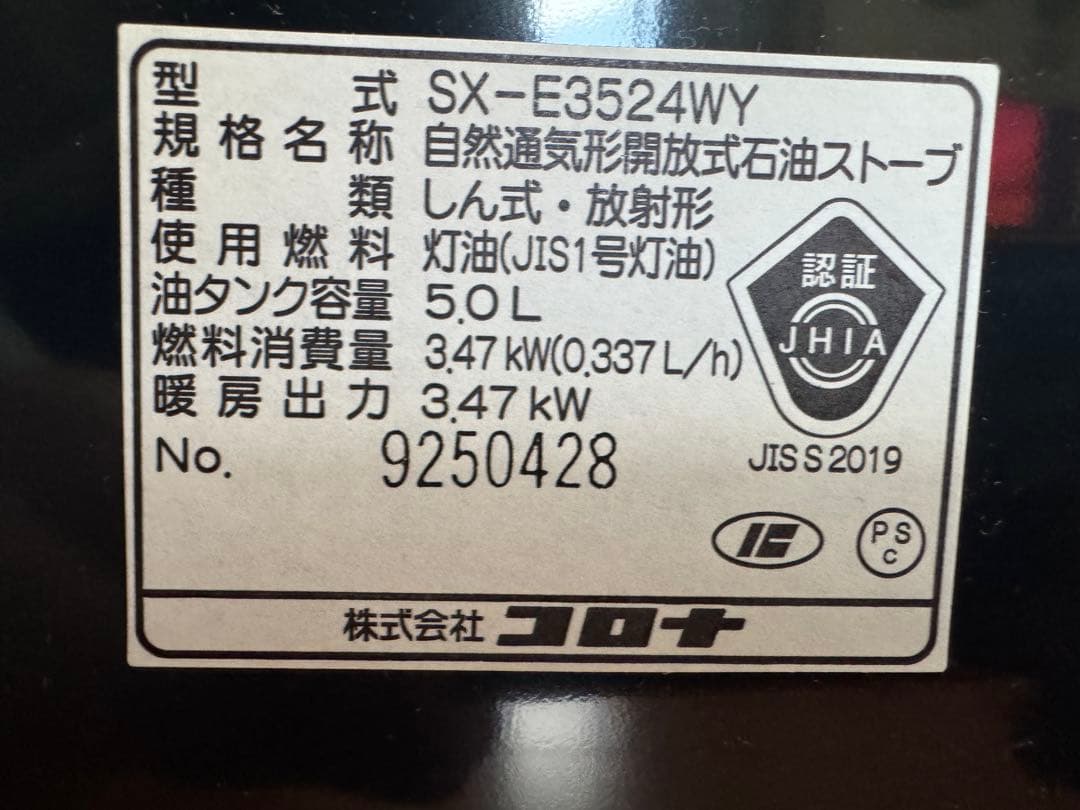 型式 SX-E3524WY
規格名称 自然通気形開放式石油ストーブ
種類 しん式・放射形
使用燃料 灯油(JIS1号灯油)
油タンク容量 5.0L
燃料消費量 3.47kW(0.337L/h)
暖房出力 3.47kW
No. 9250428
認証
JHIA
JIS S 2019
PS
C
株式会社 コロナ